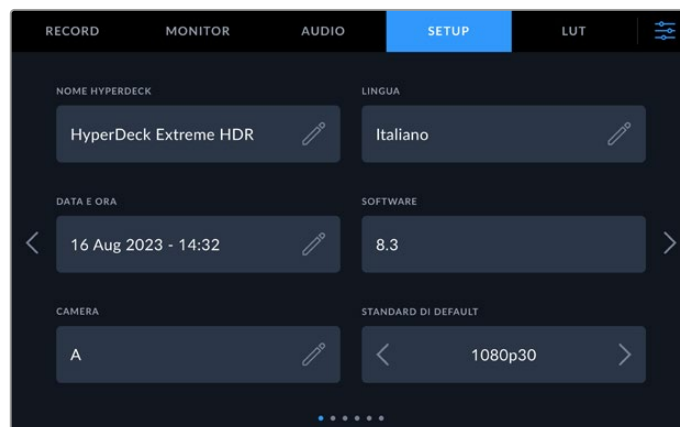 RECORD MONITOR AUDIO SETUP LUT
NOME HYPERDECK LINGUA
HyperDeck Extreme HDR Italiano
DATA E ORA SOFTWARE
16 Aug 2023 - 14:32 8.3
CAMERA STANDARD DI DEFAULT
A 1080p30